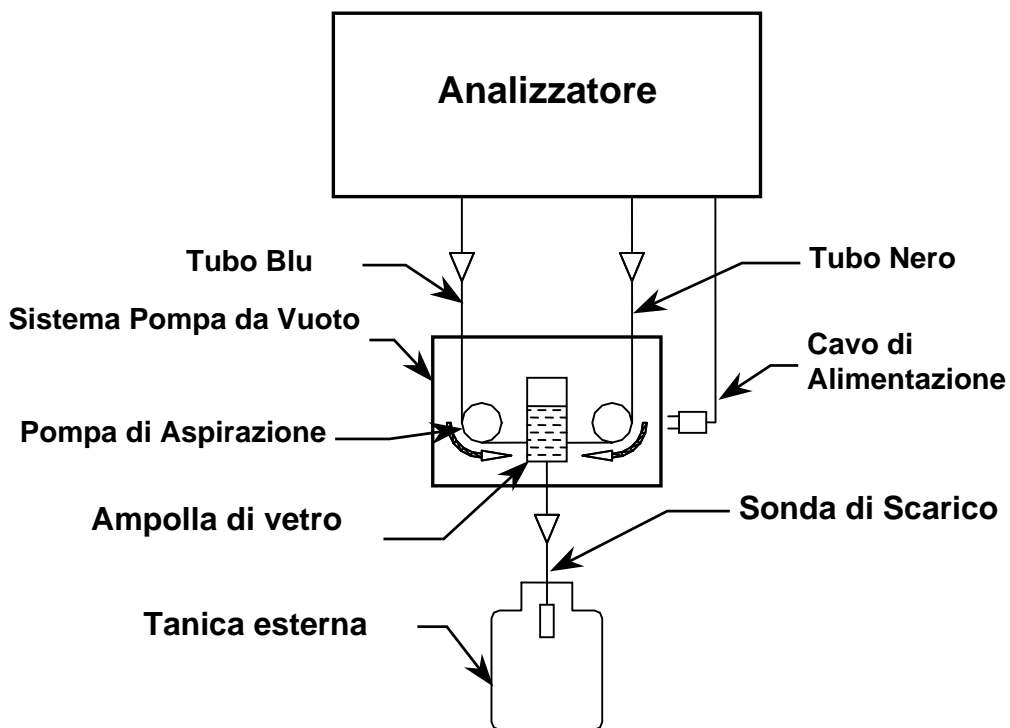 Analizzatore
Tubo Blu
Tubo Nero
Sistema Pompa da Vuoto
Cavo di
Alimentazione
Pompa di Aspirazione
Ampolla di vetro
Sonda di Scarico
Tanica esterna